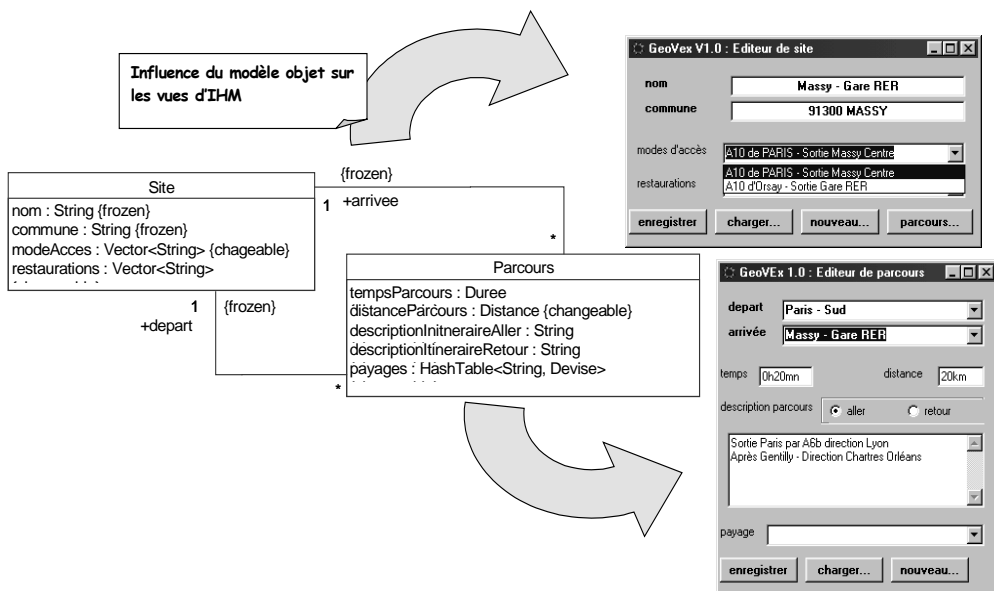 Influence du modèle objet sur
les vues d'IHM
GeoVex V1.0 : Editeur de site
nom
Massy - Gare RER
commune
91300 MASSY
modes d'accès
A10 de PARIS - Sortie Massy Centre
A10 de PARIS - Sortie Massy Centre
A10 d'Orsay - Sortie Gare RER
restaurations
enregistrer
charger...
nouveau...
parcours...
Site
nom : String {frozen}
commune : String {frozen}
modeAcces : Vector<String> {chageable}
restaurations : Vector<String>
{frozen}
1
+arrivee
*
1
{frozen}
+depart
*
Parcours
tempsParcours : Duree
distanceParcours : Distance {changeable}
descriptionInitneraireAller : String
descriptionItineraireRetour : String
payages : HashTable<String, Devise>
GeoVEx 1.0 : Editeur de parcours
depart
Paris - Sud
arrivée
Massy - Gare RER
temps
0h20mn
distance
20km
description parcours
aller
retour
Sortie Paris par A6b direction Lyon
Après Gentilly - Direction Chartres Orléans
payage
enregistrer
charger...
nouveau...